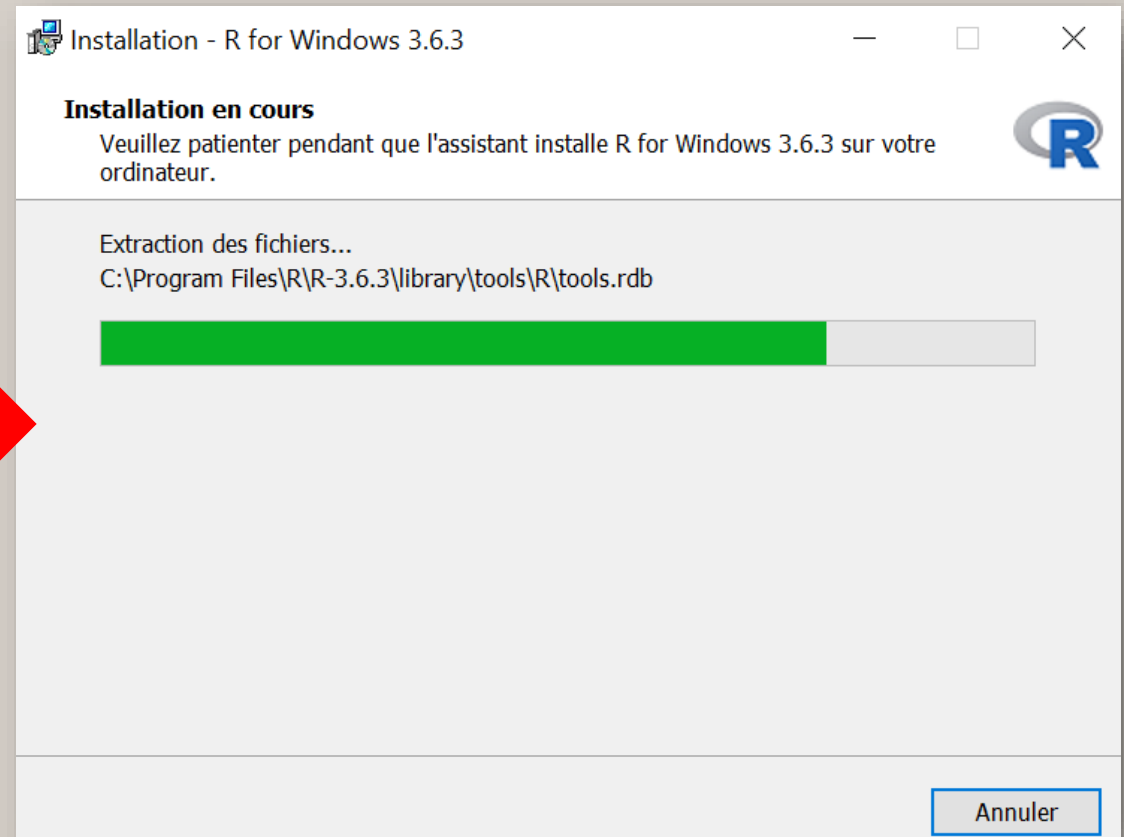 Installation - R for Windows 3.6.3
Installation en cours
Veuillez patienter pendant que l'assistant installe R for Windows 3.6.3 sur votre
ordinateur.
R
Extraction des fichiers...
C:\Program Files\R\R-3.6.3\library\tools\R\tools.rdb
Annuler